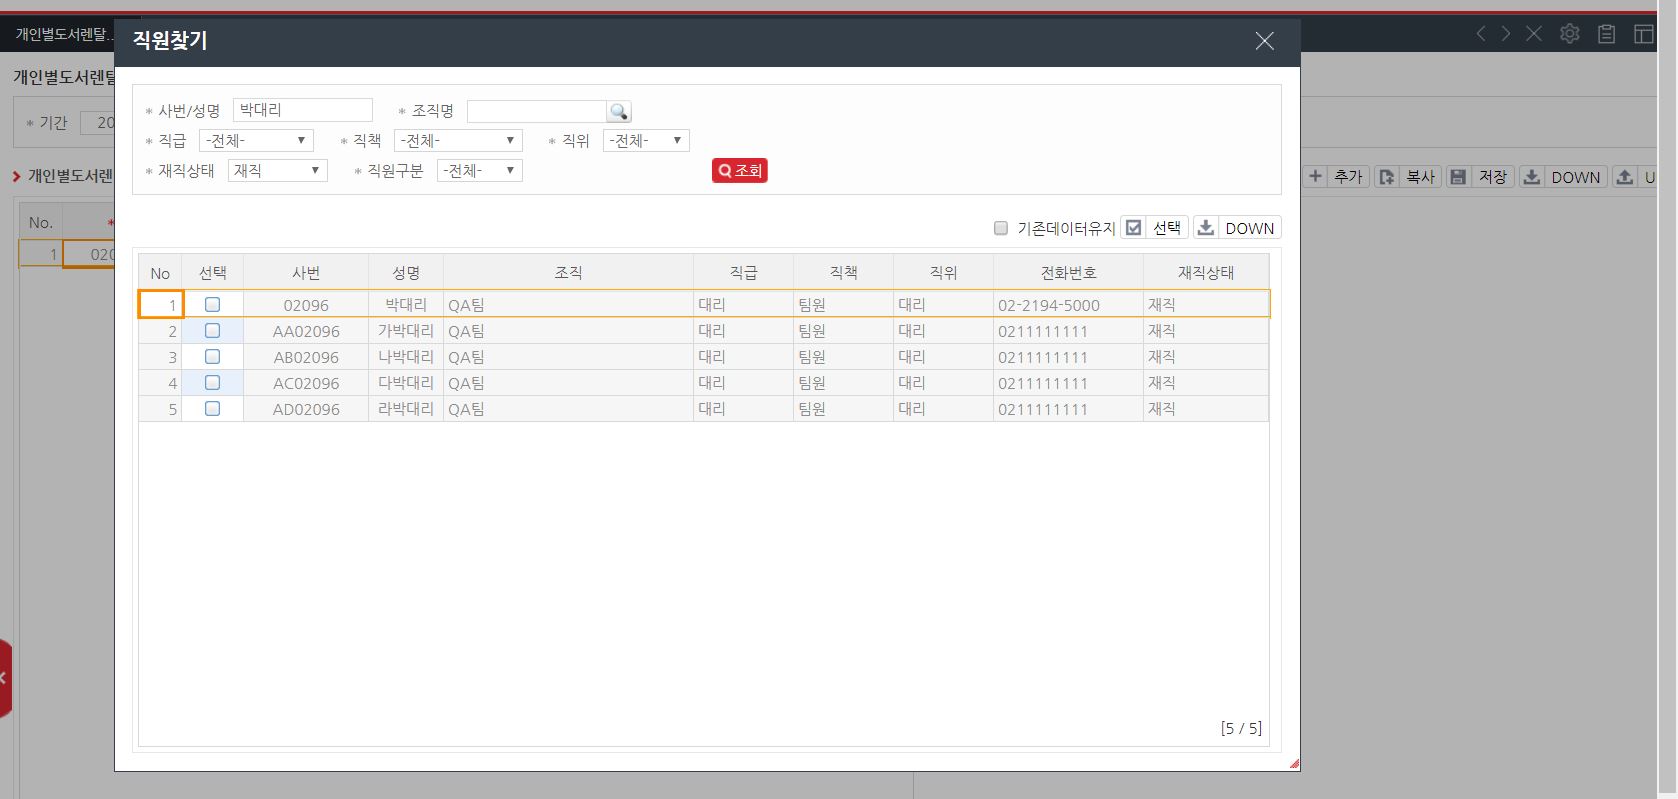 개인별도서렌탈..
직원찾기
개인별도서렌탈
* 기간 20
* 사번/성명 박대리 * 조직명
* 직급 -전체- * 직책 -전체- * 직위 -전체-
* 재직상태 재직 * 직원구분 -전체- 조회
개인별도서렌 추가 복사 저장 DOWN U
No. *
1 020
기존데이터유지 선택 DOWN
No 선택 사번 성명 조직 직급 직책 직위 전화번호 재직상태
1 02096 박대리 QA팀 대리 팀원 대리 02-2194-5000 재직
2 AA02096 가박대리 QA팀 대리 팀원 대리 0211111111 재직
3 AB02096 나박대리 QA팀 대리 팀원 대리 0211111111 재직
4 AC02096 다박대리 QA팀 대리 팀원 대리 0211111111 재직
5 AD02096 라박대리 QA팀 대리 팀원 대리 0211111111 재직
[5 / 5]